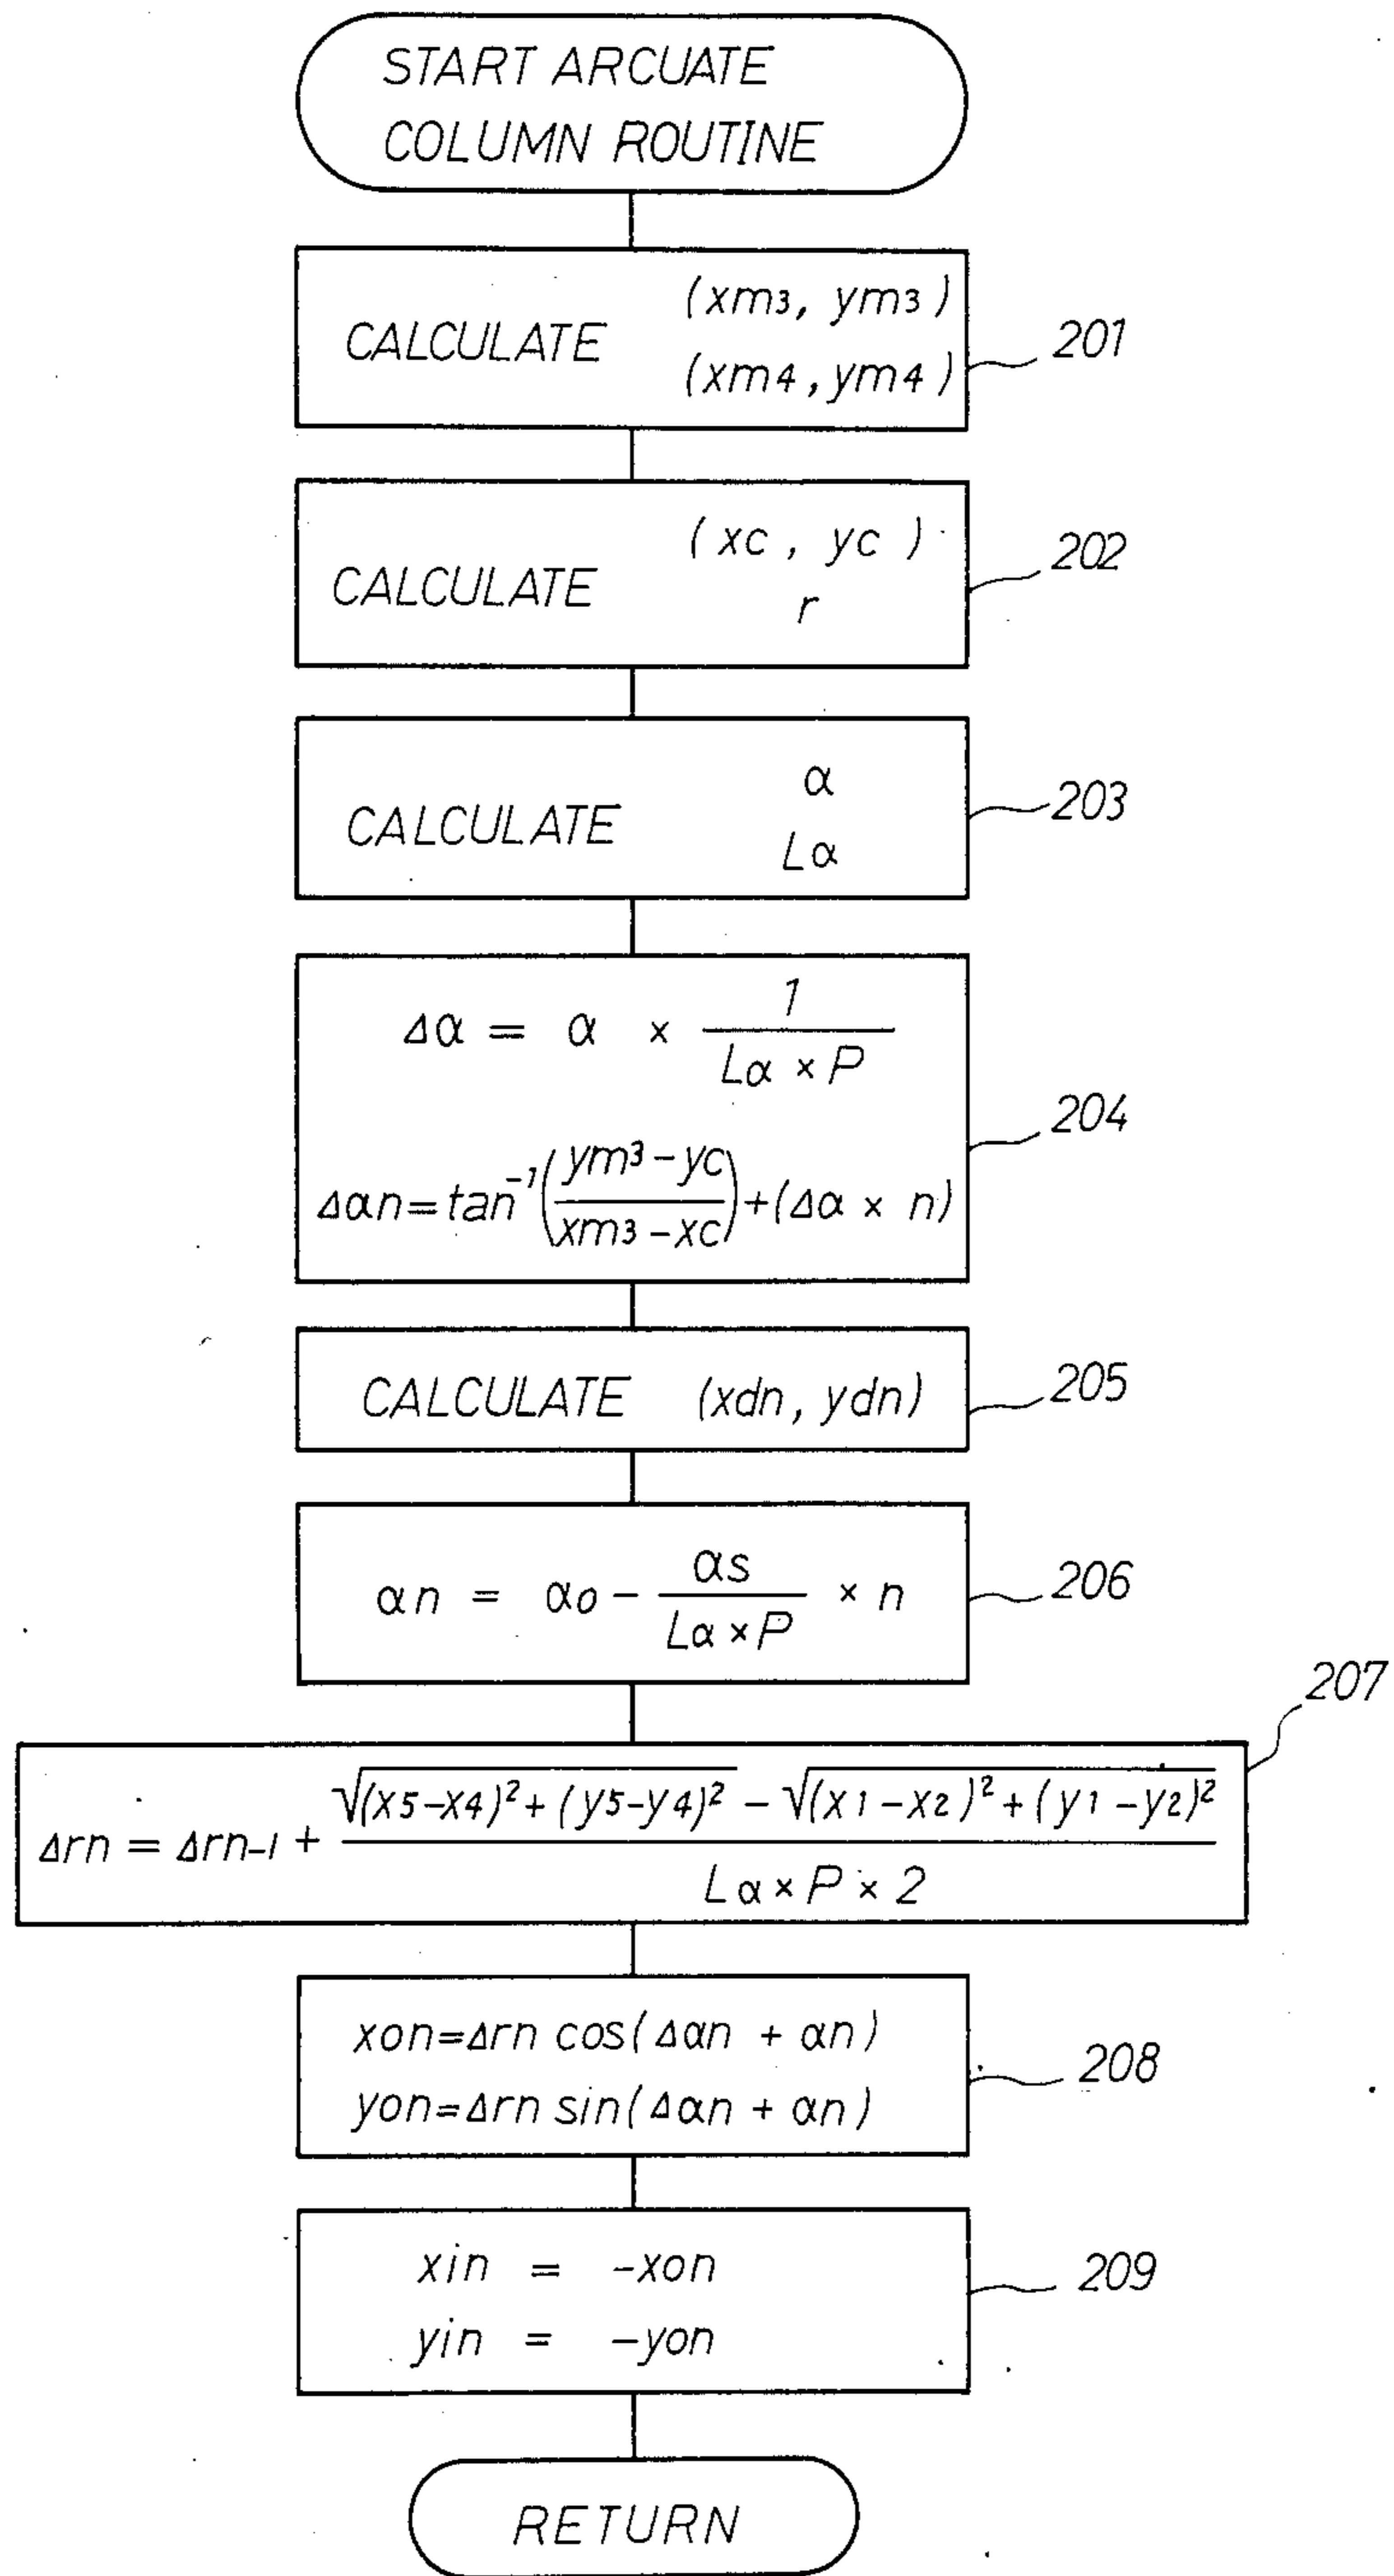 START ARCUATE
COLUMN ROUTINE
(xm3, ym3)
CALCULATE
(xm4, ym4)
201
(xc, yc)
CALCULATE
r
202
α
CALCULATE
Lα
203
Δα = α × 1 / (Lα × P)
Δαn = tan⁻¹((ym3 − yc) / (xm3 − xc)) + (Δα × n)
204
CALCULATE (xdn, ydn)
205
αn = αo − αs / (Lα × P) × n
206
207
Δrn = Δrn-1 + (√((x5−x4)² + (y5−y4)²) − √((x1−x2)² + (y1−y2)²)) / (Lα × P × 2)
xon=Δrn cos(Δαn + αn)
yon=Δrn sin(Δαn + αn)
208
xin = -xon
yin = -yon
209
RETURN